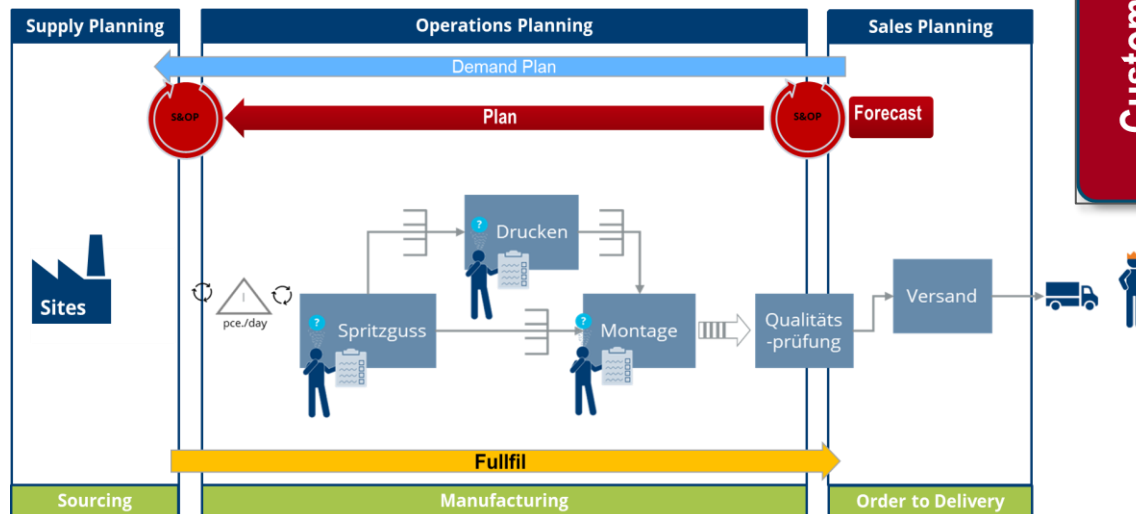 Supply Planning
Operations Planning
Sales Planning
Demand Plan
S&OP
Plan
S&OP
Forecast
Drucken
?
Sites
I
pce./day
?
Spritzguss
?
Montage
Qualitäts
-prüfung
Versand
Fullfil
Sourcing
Manufacturing
Order to Delivery